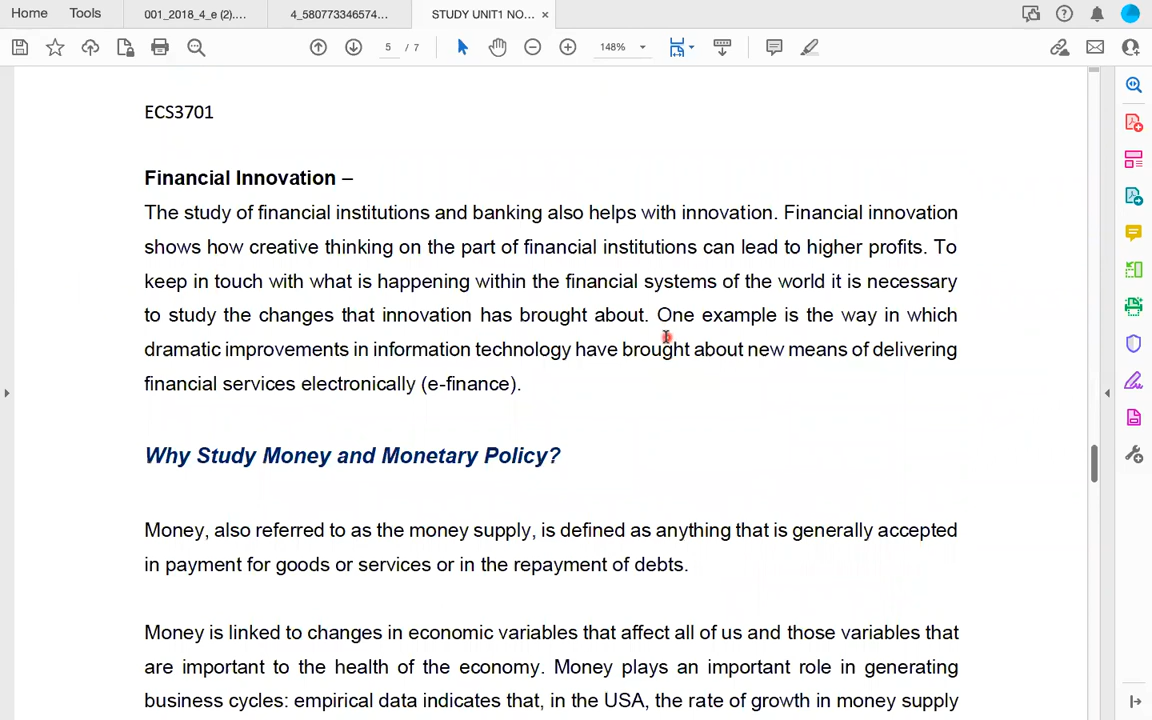 Home Tools 001_2018_4_e (2).... 4_580773346574... STUDY UNIT1 NO... ×
5 / 7 148%
ECS3701
Financial Innovation –
The study of financial institutions and banking also helps with innovation. Financial innovation
shows how creative thinking on the part of financial institutions can lead to higher profits. To
keep in touch with what is happening within the financial systems of the world it is necessary
to study the changes that innovation has brought about. One example is the way in which
dramatic improvements in information technology have brought about new means of delivering
financial services electronically (e-finance).
Why Study Money and Monetary Policy?
Money, also referred to as the money supply, is defined as anything that is generally accepted
in payment for goods or services or in the repayment of debts.
Money is linked to changes in economic variables that affect all of us and those variables that
are important to the health of the economy. Money plays an important role in generating
business cycles: empirical data indicates that, in the USA, the rate of growth in money supply